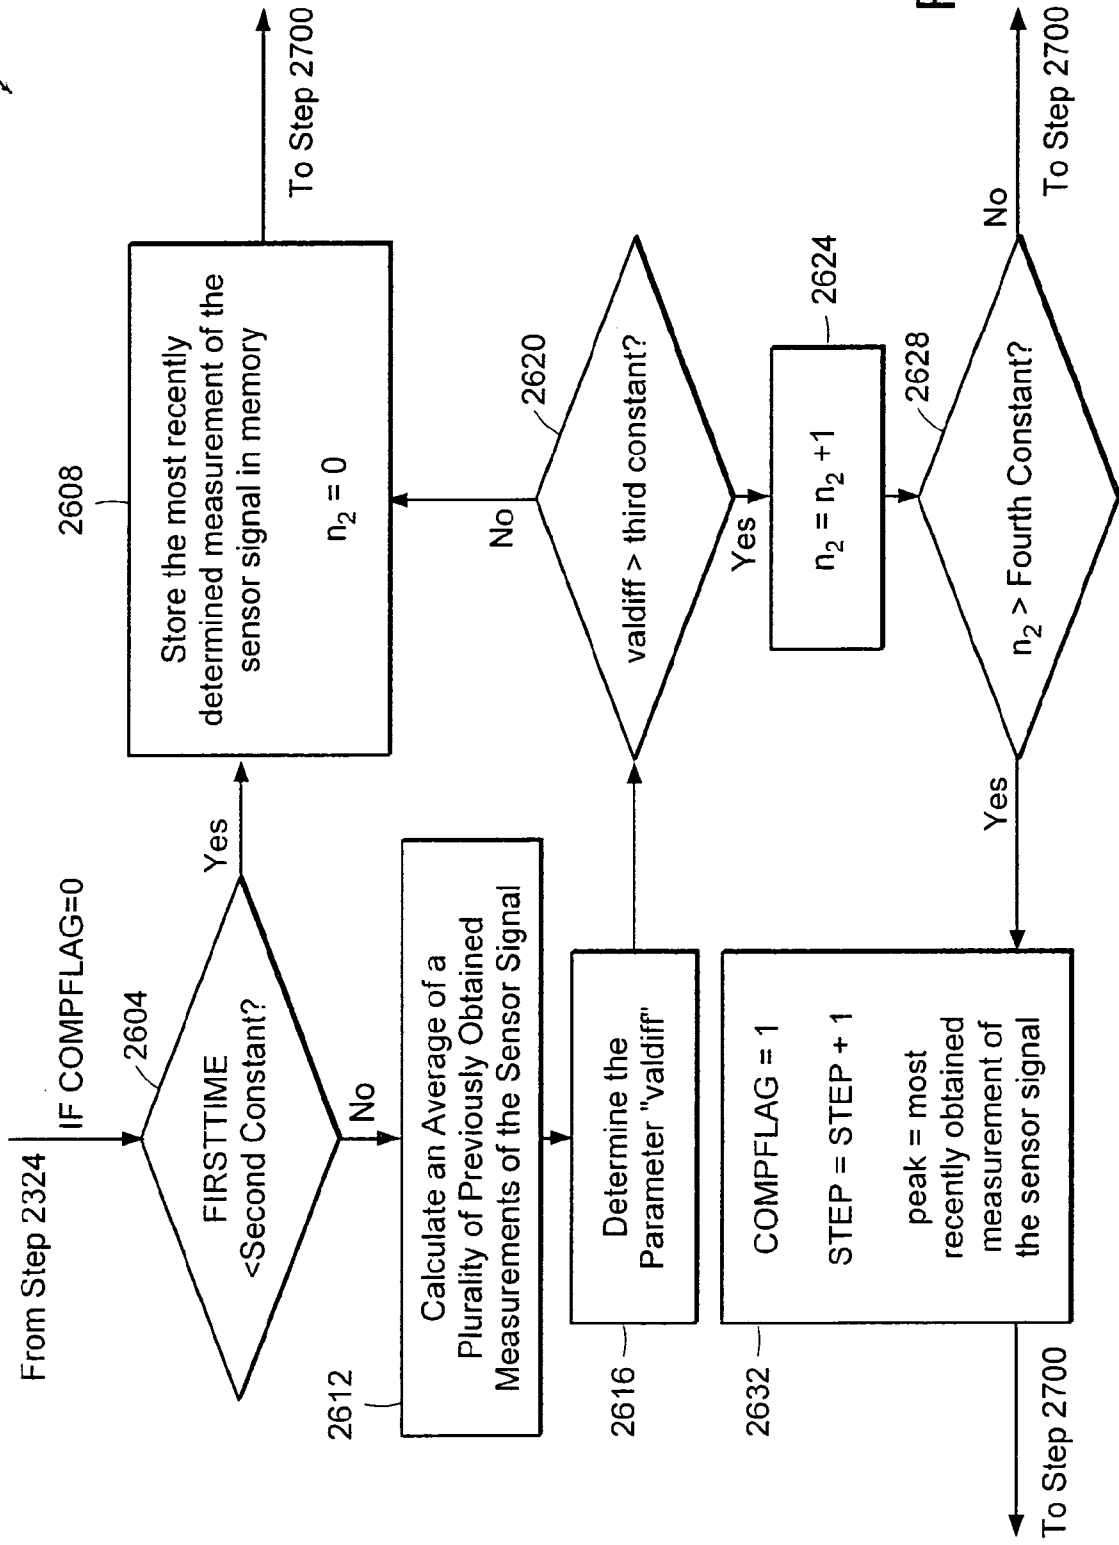 From Step 2324
IF COMPFLAG=0
2604
FIRSTTIME
<Second Constant?
Yes
No
2608
Store the most recently
determined measurement of the
sensor signal in memory
n₂ = 0
To Step 2700
2612
Calculate an Average of a
Plurality of Previously Obtained
Measurements of the Sensor Signal
2616
Determine the
Parameter "valdiff"
2620
valdiff > third constant?
No
Yes
2624
n₂ = n₂ +1
2628
n₂ > Fourth Constant?
No
To Step 2700
Yes
2632
COMPFLAG = 1
STEP = STEP + 1
peak = most
recently obtained
measurement of
the sensor signal
To Step 2700